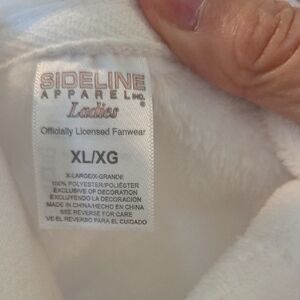 SIDELINE
APPAREL INC.
®
Ladies
Officially Licensed Fanwear
XL/XG
X-LARGE/X-GRANDE
100% POLYESTER/POLIÉSTER
EXCLUSIVE OF DECORATION
EXCLUYENDO LA DECORACIÓN
MADE IN CHINA/HECHO EN CHINA
SEE REVERSE FOR CARE
VE EL REVERSO PARA EL CUIDADO